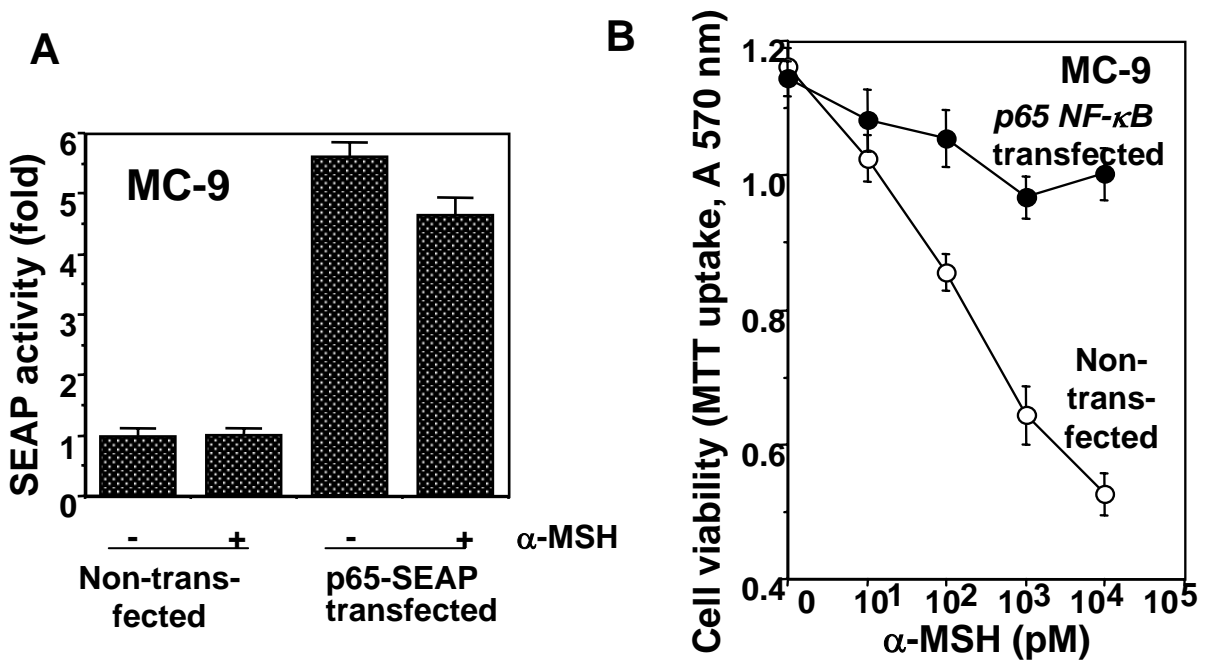 A
SEAP activity (fold)
6
5
4
3
2
1
0
MC-9
- + - + α-MSH
Non-trans-
fected
p65-SEAP
transfected
B
Cell viability (MTT uptake, A 570 nm)
1.2
1.0
0.8
0.6
0.4
MC-9
p65 NF-κB
transfected
Non-
trans-
fected
0 10¹ 10² 10³ 10⁴ 10⁵
α-MSH (pM)